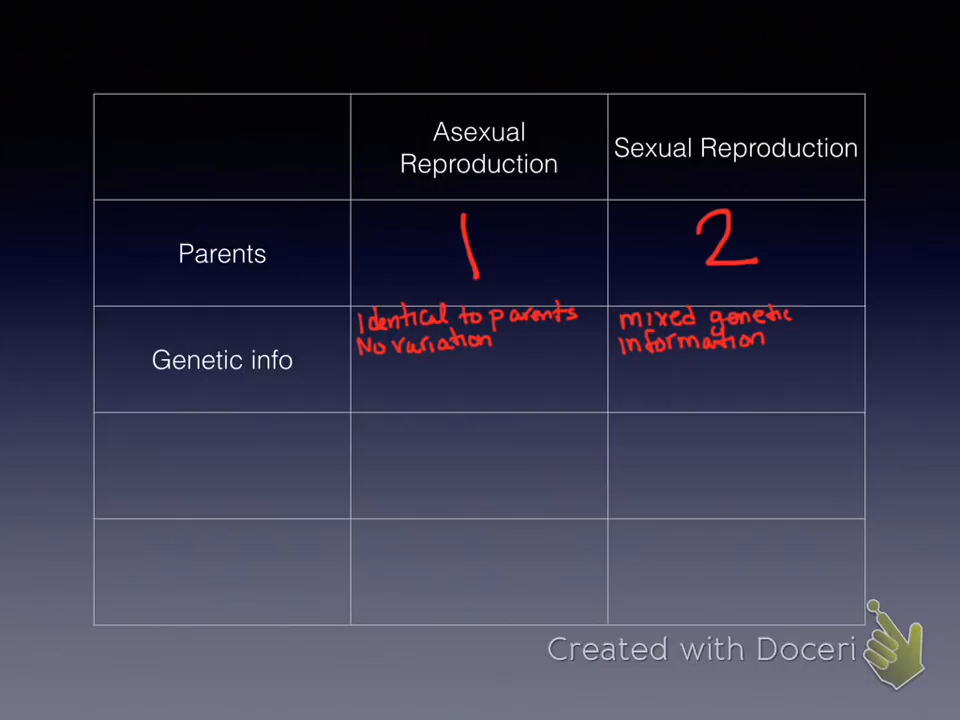 Asexual
Reproduction
Sexual Reproduction
Parents
1
2
Genetic info
Identical to parents
No variation
mixed genetic
information
Created with Doceri